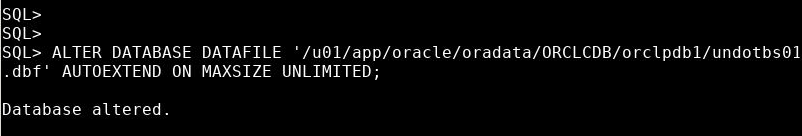 SQL>
SQL>
SQL> ALTER DATABASE DATAFILE '/u01/app/oracle/oradata/ORCLCDB/orclpdb1/undotbs01
.dbf' AUTOEXTEND ON MAXSIZE UNLIMITED;
Database altered.